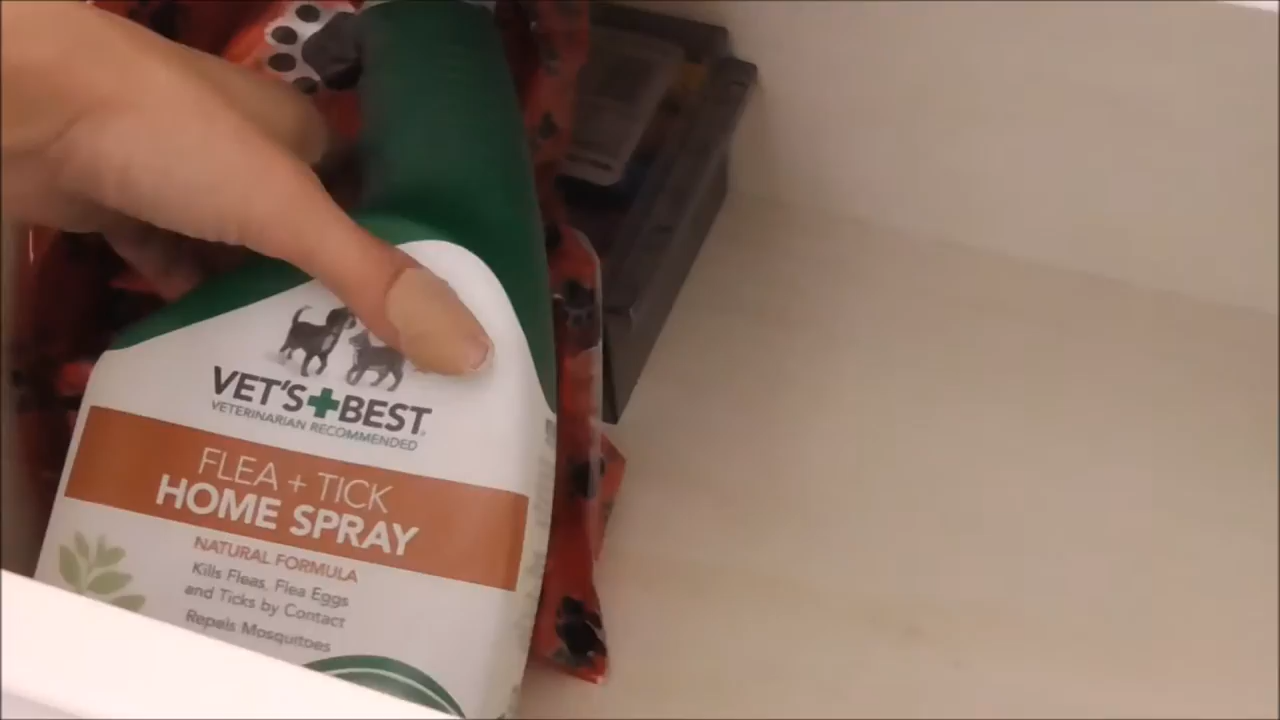 VET'S+BEST
VETERINARIAN RECOMMENDED
FLEA + TICK
HOME SPRAY
NATURAL FORMULA
Kills Fleas, Flea Eggs
and Ticks by Contact
Repels Mosquitoes